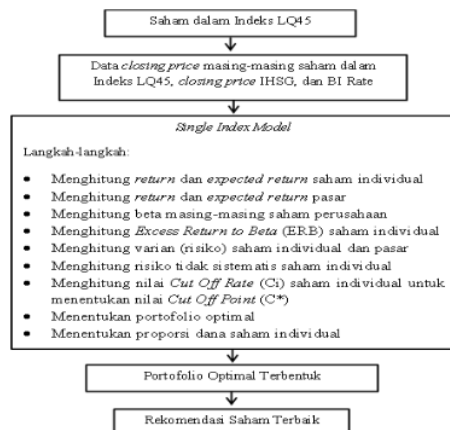 Saham dalam Indeks LQ45
Data closing price masing-masing saham dalam
Indeks LQ45, closing price IHSG, dan BI Rate
Single Index Model
Langkah-langkah:
• Menghitung return dan expected return saham individual
• Menghitung return dan expected return pasar
• Menghitung beta masing-masing saham perusahaan
• Menghitung Excess Return to Beta (ERB) saham individual
• Menghitung varian (risiko) saham individual dan pasar
• Menghitung risiko tidak sistematis saham individual
• Menghitung nilai Cut Off Rate (Ci) saham individual untuk
menentukan nilai Cut Off Point (C*)
• Menentukan portofolio optimal
• Menentukan proporsi dana saham individual
Portofolio Optimal Terbentuk
Rekomendasi Saham Terbaik